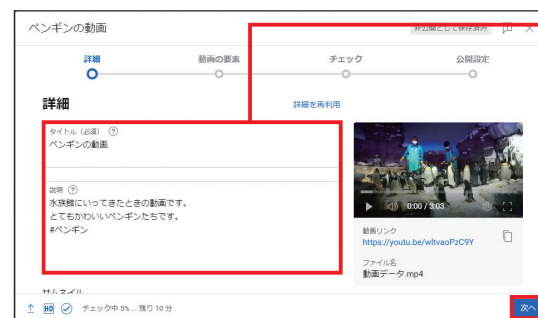 ペンギンの動画
非公開として保存済み
詳細
動画の要素
チェック
公開設定
詳細
詳細を再利用
タイトル（必須） ?
ペンギンの動画
説明 ?
水族館にいってきたときの動画です。
とてもかわいいペンギンたちです。
#ペンギン
0:00 / 3:03
動画リンク
https://youtu.be/wltvaoPzC9Y
ファイル名
動画データ.mp4
サムネイル
HD
チェック中 5% ... 残り 10 分
次へ